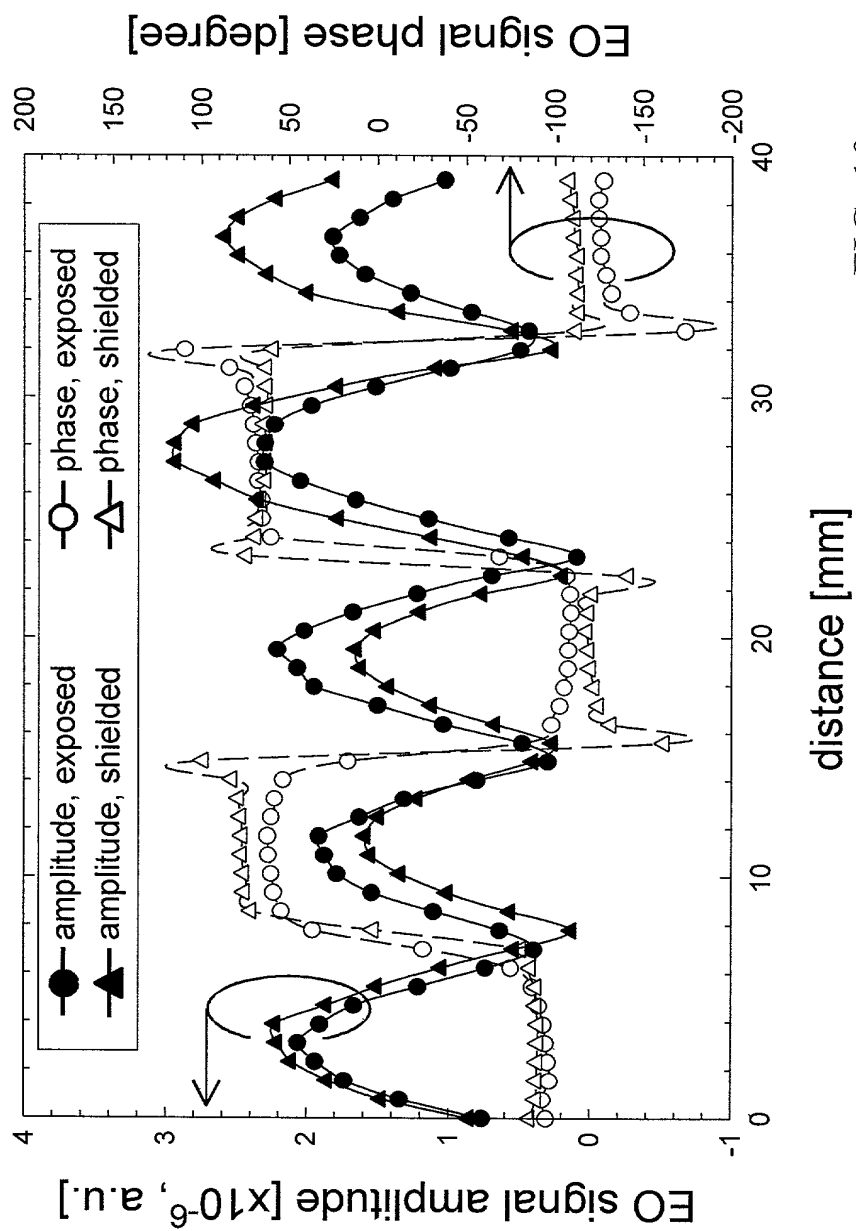 amplitude, exposed
phase, exposed
amplitude, shielded
phase, shielded
EO signal amplitude [x10⁻⁶, a.u.]
4
3
2
1
0
-1
EO signal phase [degree]
200
150
100
50
0
-50
-100
-150
-200
0
10
20
30
40
distance [mm]